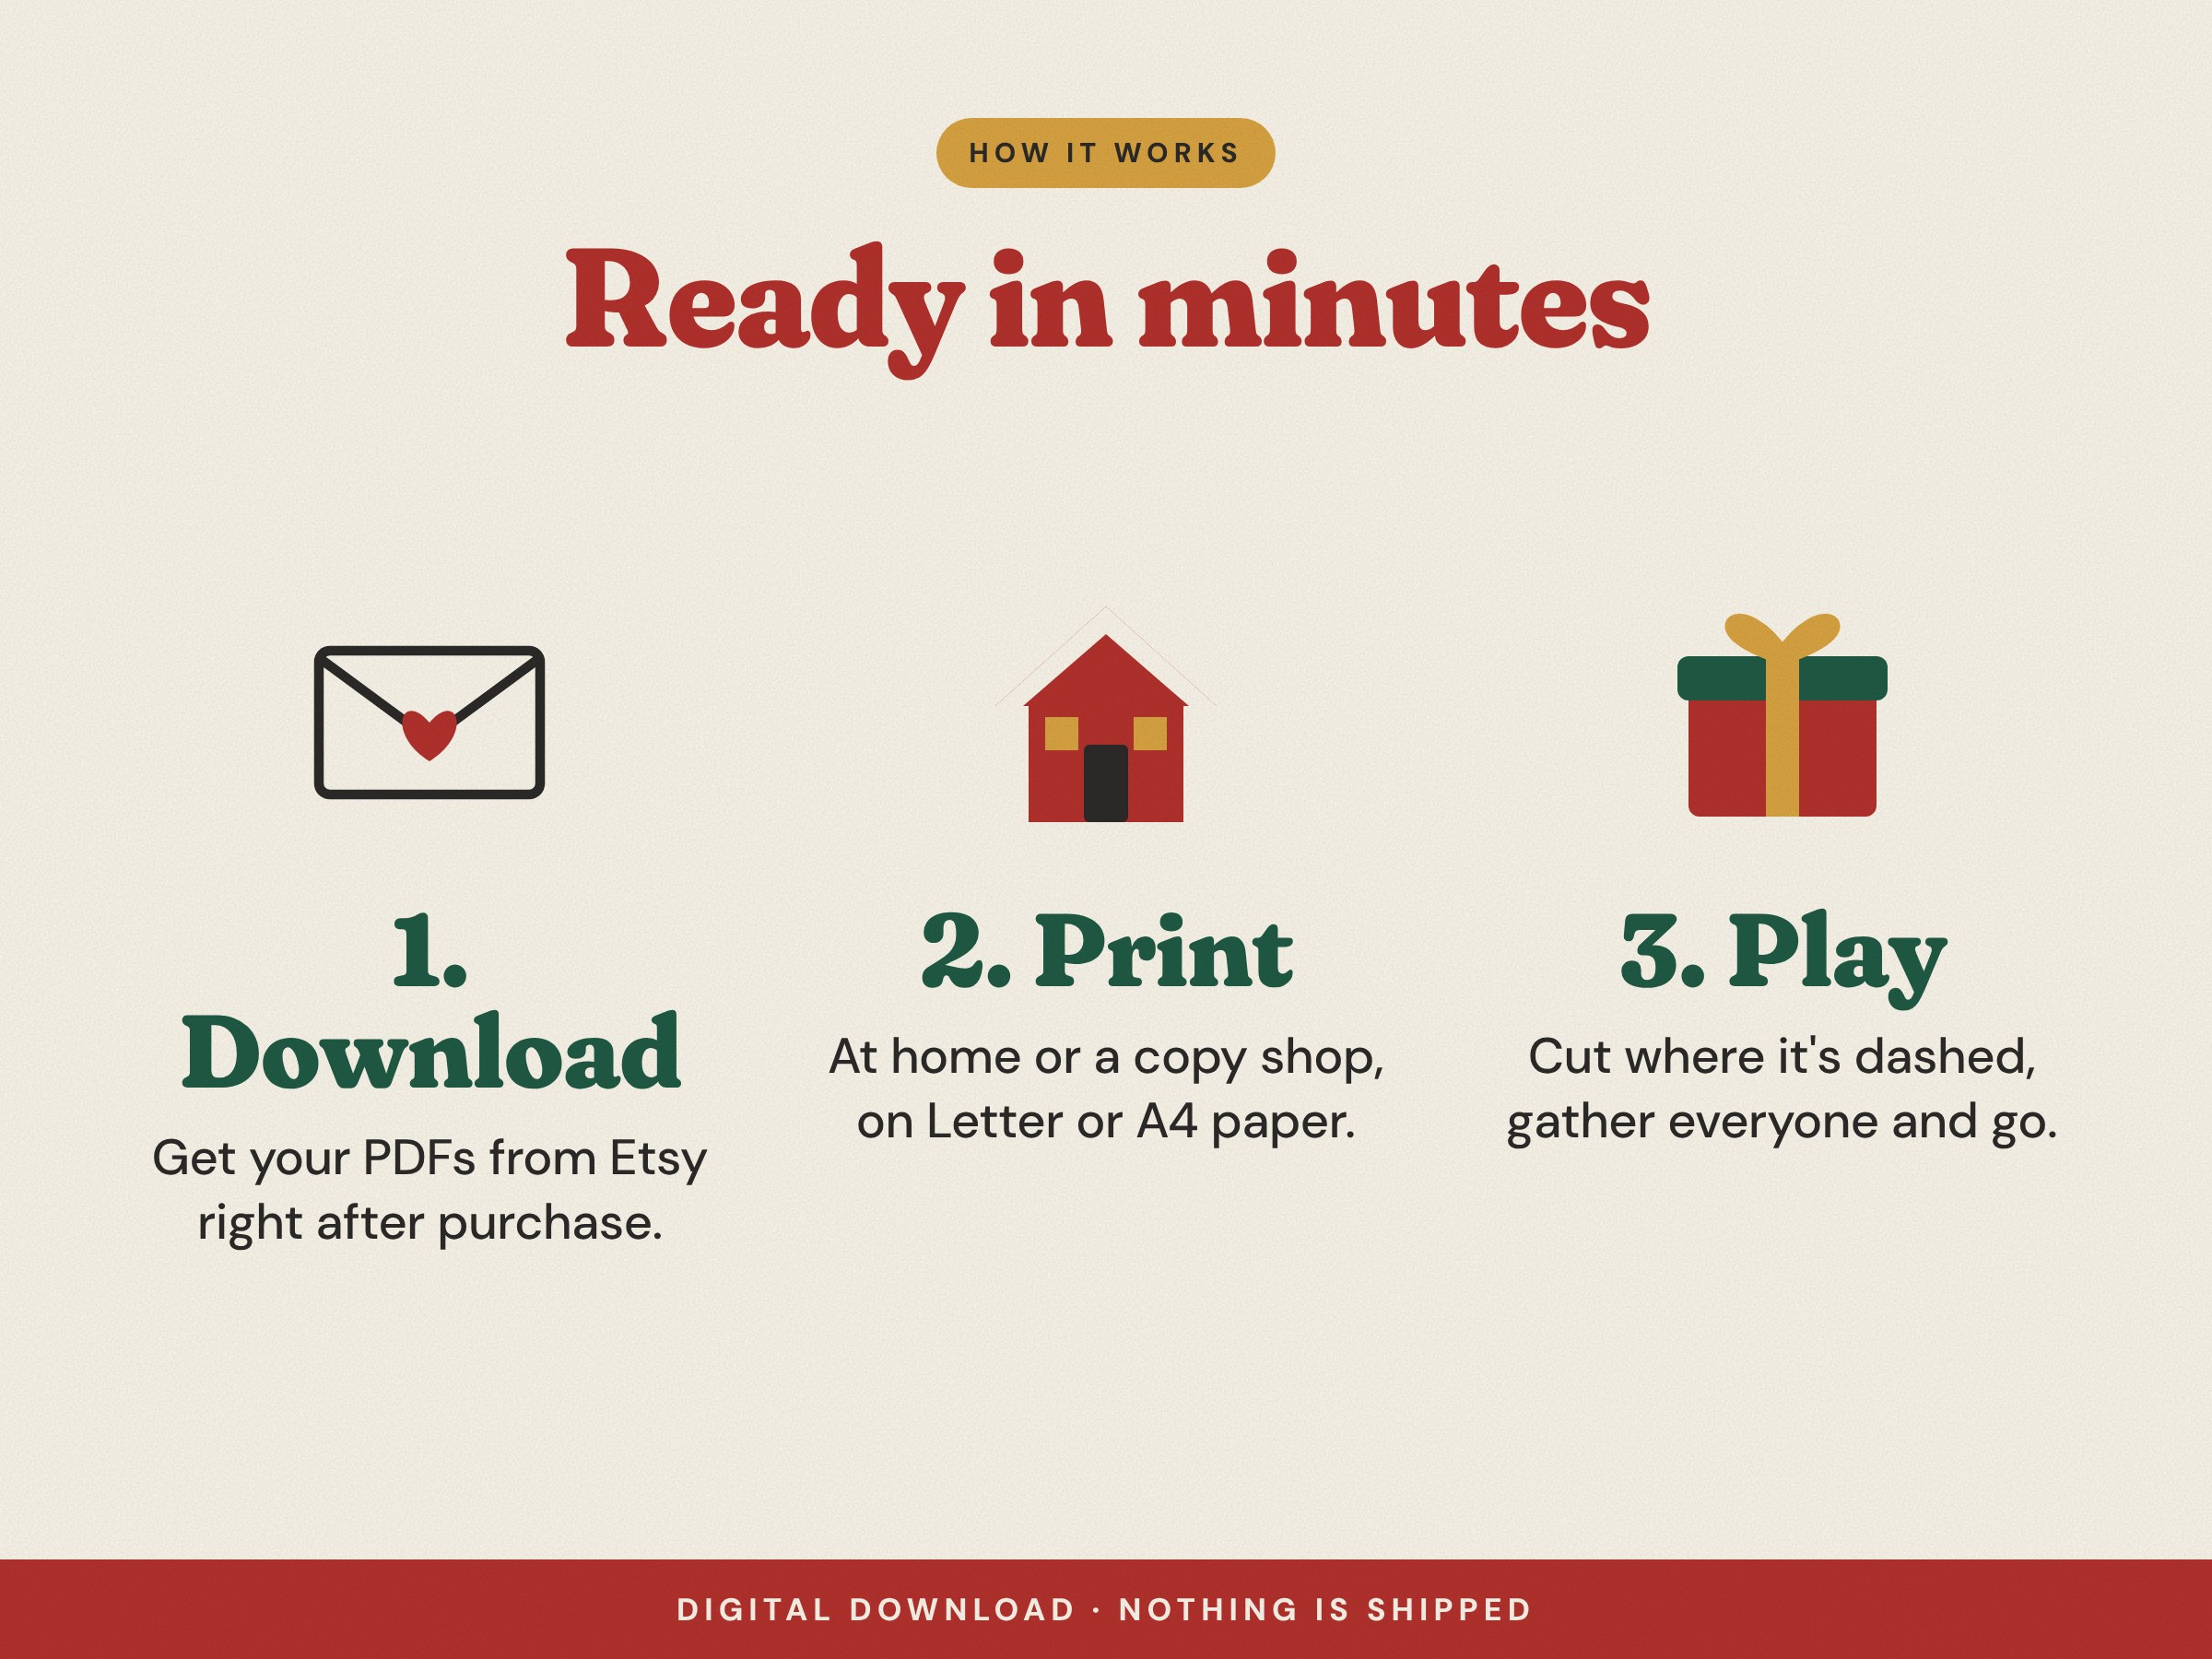 HOW IT WORKS
Ready in minutes
1.
Download
Get your PDFs from Etsy
right after purchase.
2. Print
At home or a copy shop,
on Letter or A4 paper.
3. Play
Cut where it's dashed,
gather everyone and go.
DIGITAL DOWNLOAD · NOTHING IS SHIPPED